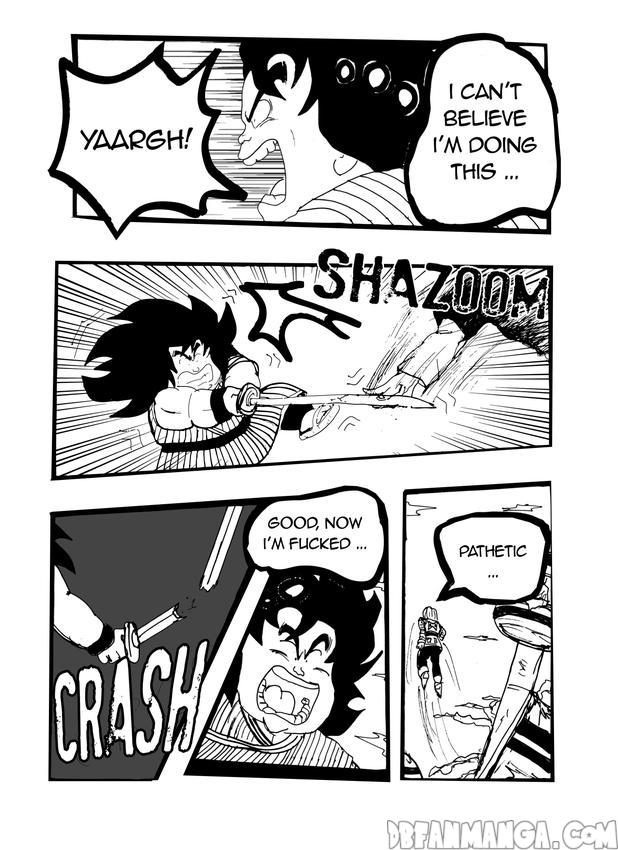 YAARGH!
I CAN'T
BELIEVE
I'M DOING
THIS ...
SHAZOOM
CRASH
GOOD, NOW
I'M FUCKED ...
PATHETIC
...
DBFANMANGA.COM